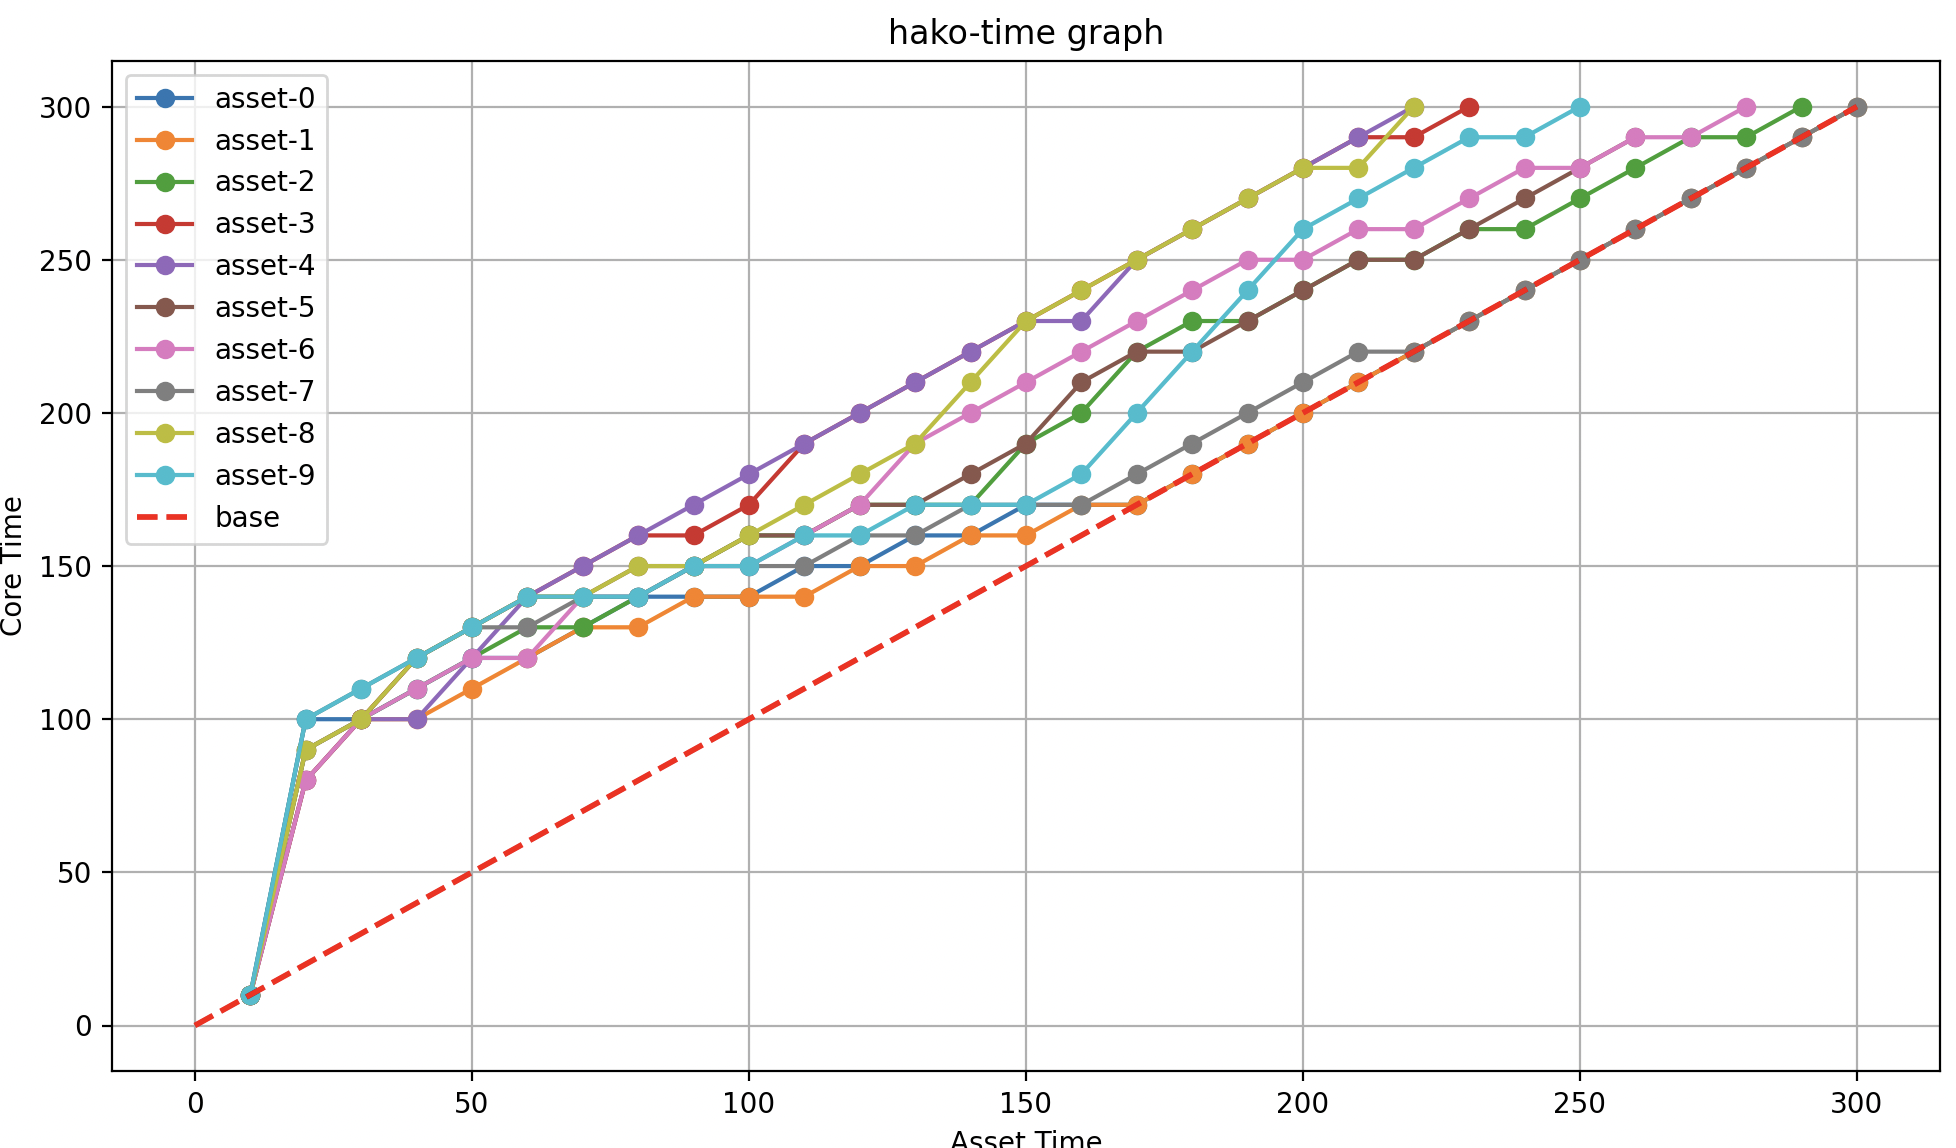 hako-time graph
asset-0
asset-1
asset-2
asset-3
asset-4
asset-5
asset-6
asset-7
asset-8
asset-9
base
300
250
200
150
100
50
0
Core Time
0 50 100 150 200 250 300
Asset Time